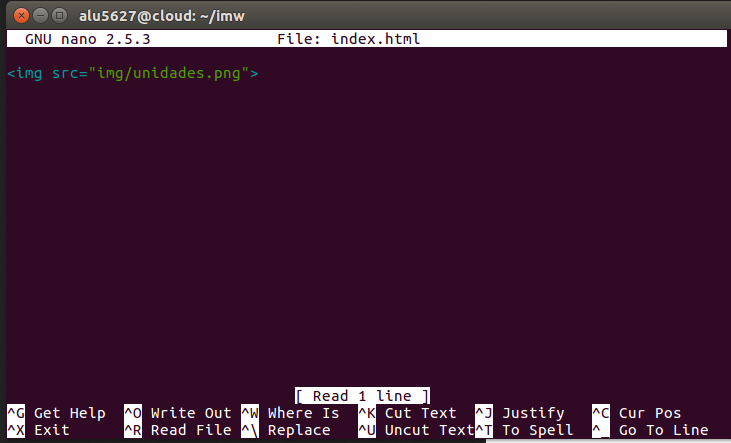 alu5627@cloud: ~/imw
GNU nano 2.5.3 File: index.html
<img src="img/unidades.png">
[ Read 1 line ]
^G Get Help ^O Write Out ^W Where Is ^K Cut Text ^J Justify ^C Cur Pos
^X Exit ^R Read File ^\ Replace ^U Uncut Text ^T To Spell ^_ Go To Line